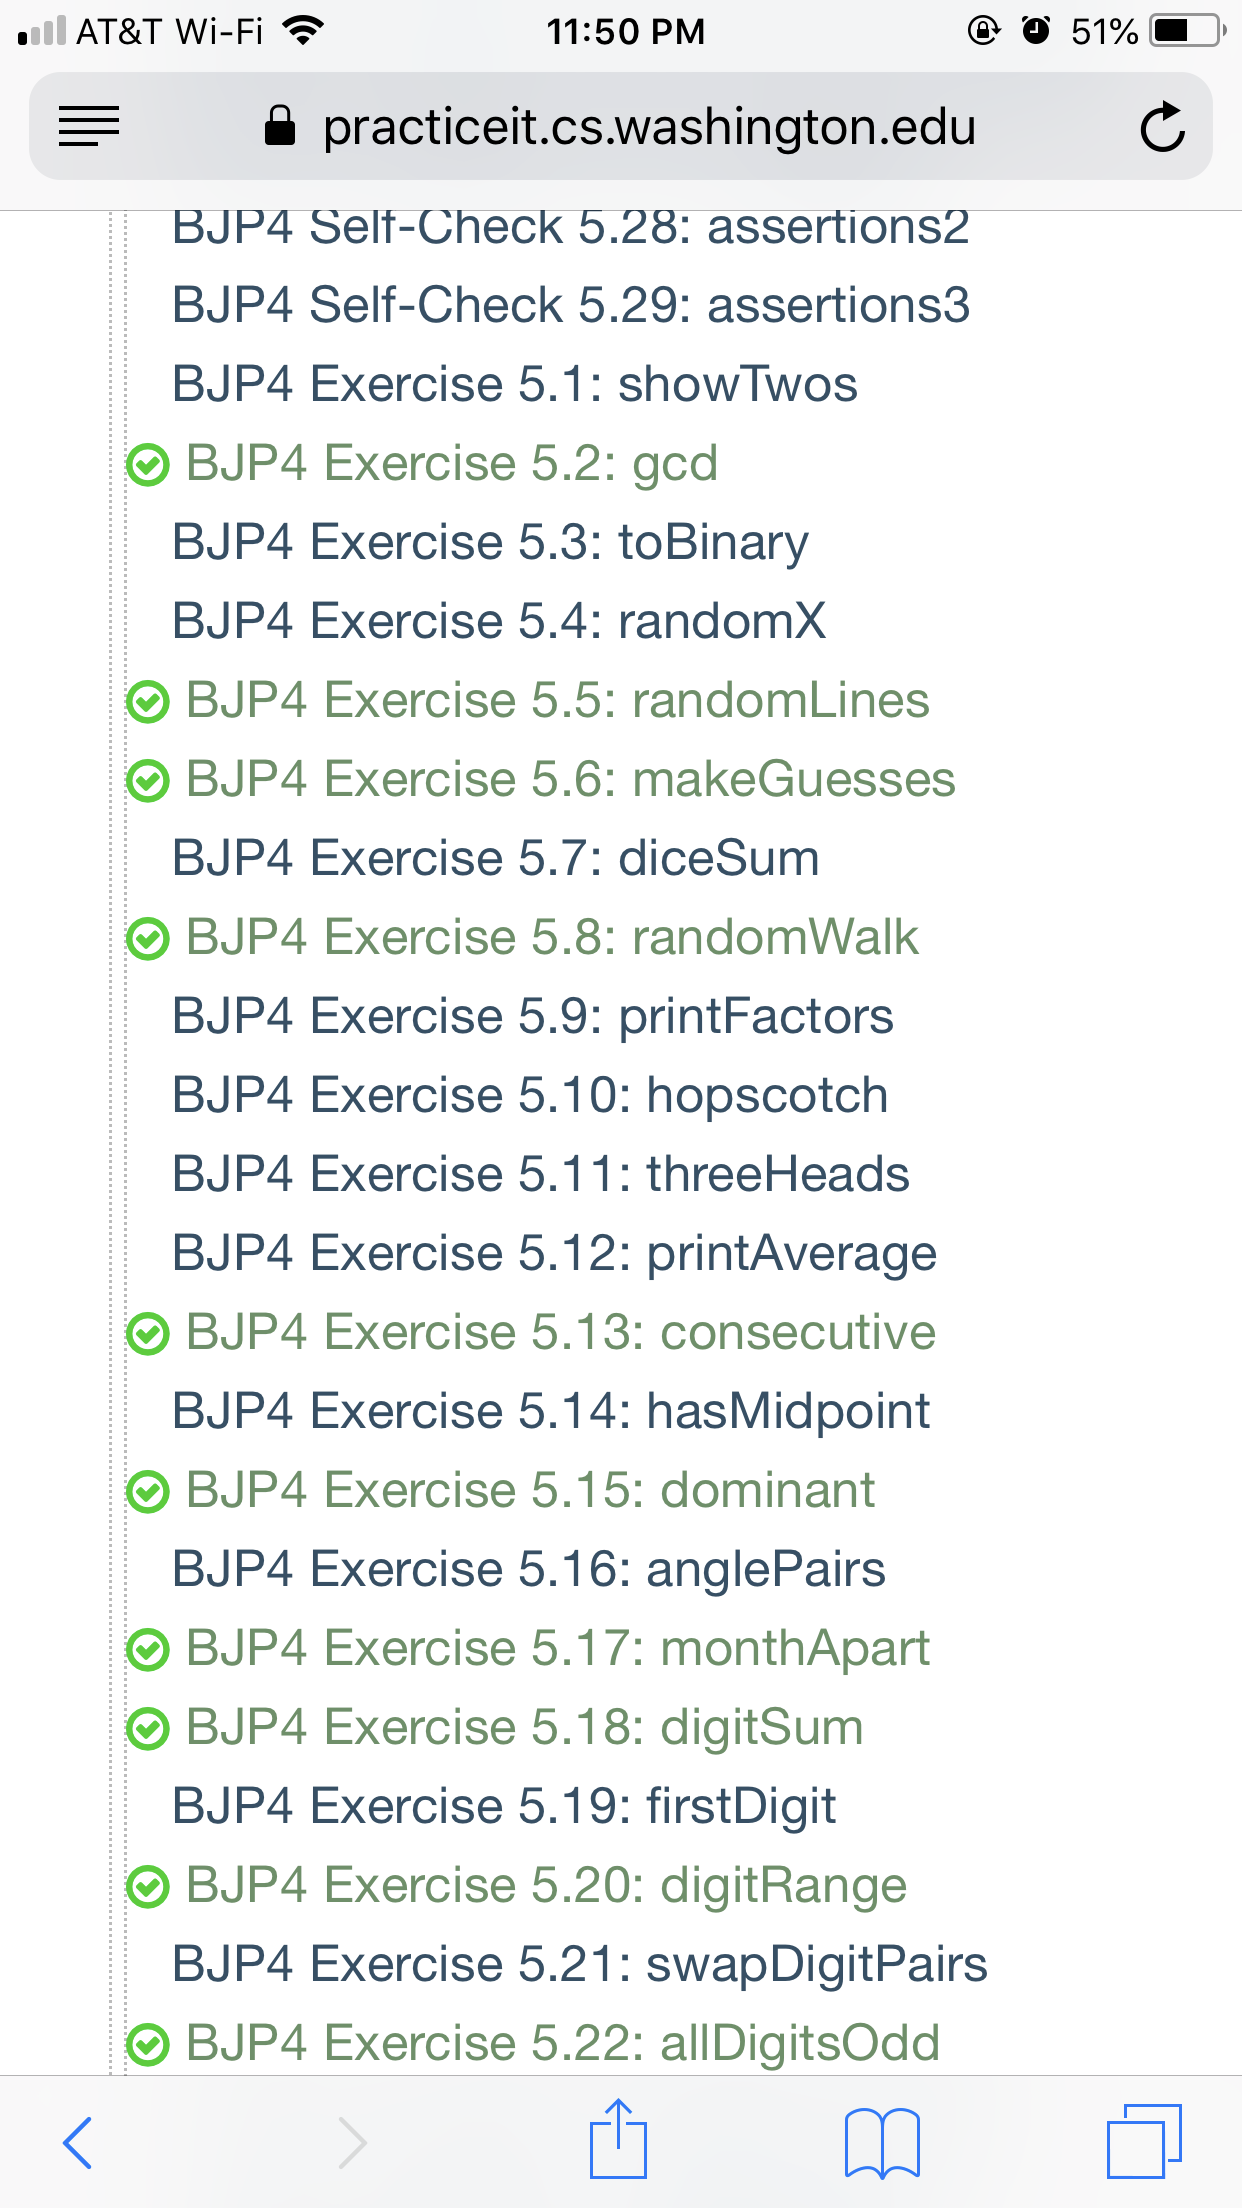 AT&T Wi-Fi 11:50 PM 51%
practiceit.cs.washington.edu
BJP4 Self-Check 5.28: assertions2
BJP4 Self-Check 5.29: assertions3
BJP4 Exercise 5.1: showTwos
BJP4 Exercise 5.2: gcd
BJP4 Exercise 5.3: toBinary
BJP4 Exercise 5.4: randomX
BJP4 Exercise 5.5: randomLines
BJP4 Exercise 5.6: makeGuesses
BJP4 Exercise 5.7: diceSum
BJP4 Exercise 5.8: randomWalk
BJP4 Exercise 5.9: printFactors
BJP4 Exercise 5.10: hopscotch
BJP4 Exercise 5.11: threeHeads
BJP4 Exercise 5.12: printAverage
BJP4 Exercise 5.13: consecutive
BJP4 Exercise 5.14: hasMidpoint
BJP4 Exercise 5.15: dominant
BJP4 Exercise 5.16: anglePairs
BJP4 Exercise 5.17: monthApart
BJP4 Exercise 5.18: digitSum
BJP4 Exercise 5.19: firstDigit
BJP4 Exercise 5.20: digitRange
BJP4 Exercise 5.21: swapDigitPairs
BJP4 Exercise 5.22: allDigitsOdd